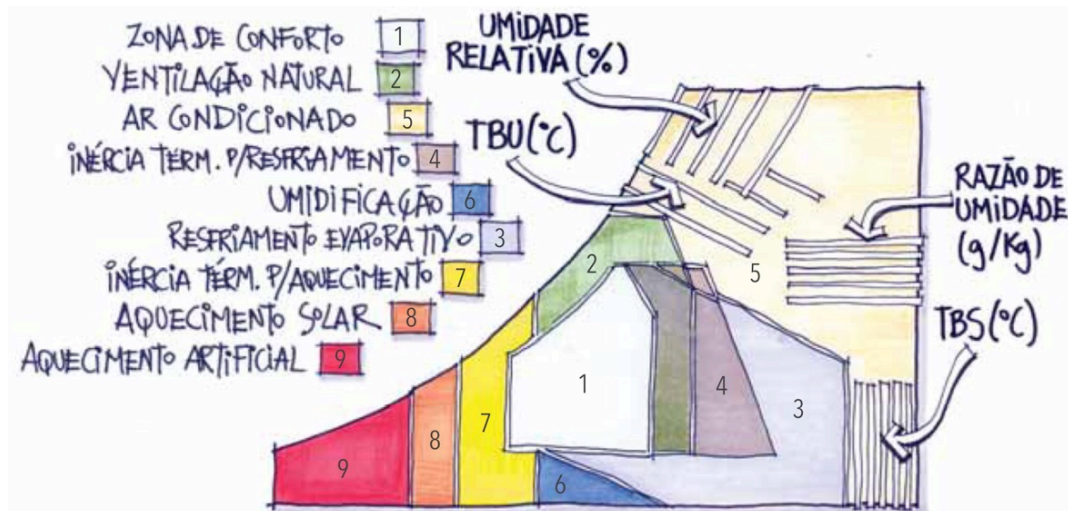 ZONA DE CONFORTO 1
VENTILAÇÃO NATURAL 2
AR CONDICIONADO 5
INÉRCIA TÉRM. P/RESFRIAMENTO 4
UMIDIFICAÇÃO 6
RESFRIAMENTO EVAPORATIVO 3
INÉRCIA TÉRM. P/AQUECIMENTO 7
AQUECIMENTO SOLAR 8
AQUECIMENTO ARTIFICIAL 9
UMIDADE
RELATIVA (%)
TBU (°C)
RAZÃO DE
UMIDADE
(g/Kg)
TBS (°C)
2
5
1
4
3
7
8
9
6